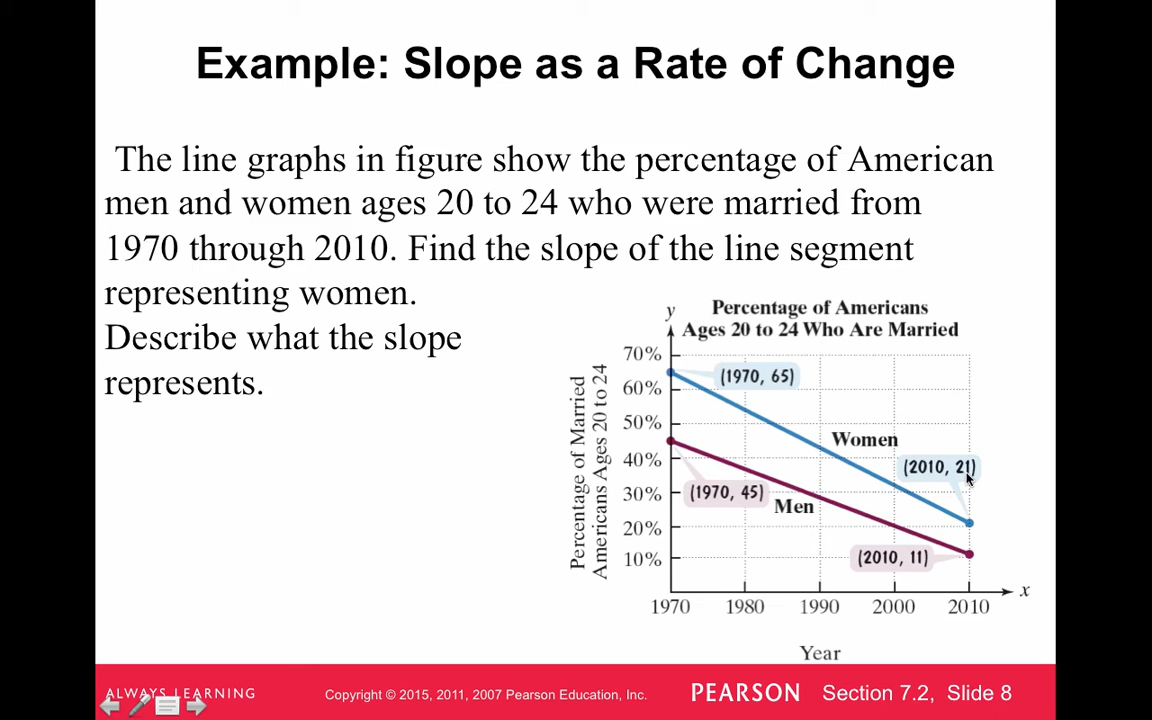 Example: Slope as a Rate of Change
The line graphs in figure show the percentage of American
men and women ages 20 to 24 who were married from
1970 through 2010. Find the slope of the line segment
representing women.
Describe what the slope
represents.
y
Percentage of Americans
Ages 20 to 24 Who Are Married
Percentage of Married
Americans Ages 20 to 24
70%
60%
50%
40%
30%
20%
10%
(1970, 65)
Women
(2010, 21)
(1970, 45)
Men
(2010, 11)
x
1970 1980 1990 2000 2010
Year
ALWAYS LEARNING
Copyright © 2015, 2011, 2007 Pearson Education, Inc.
PEARSON
Section 7.2, Slide 8